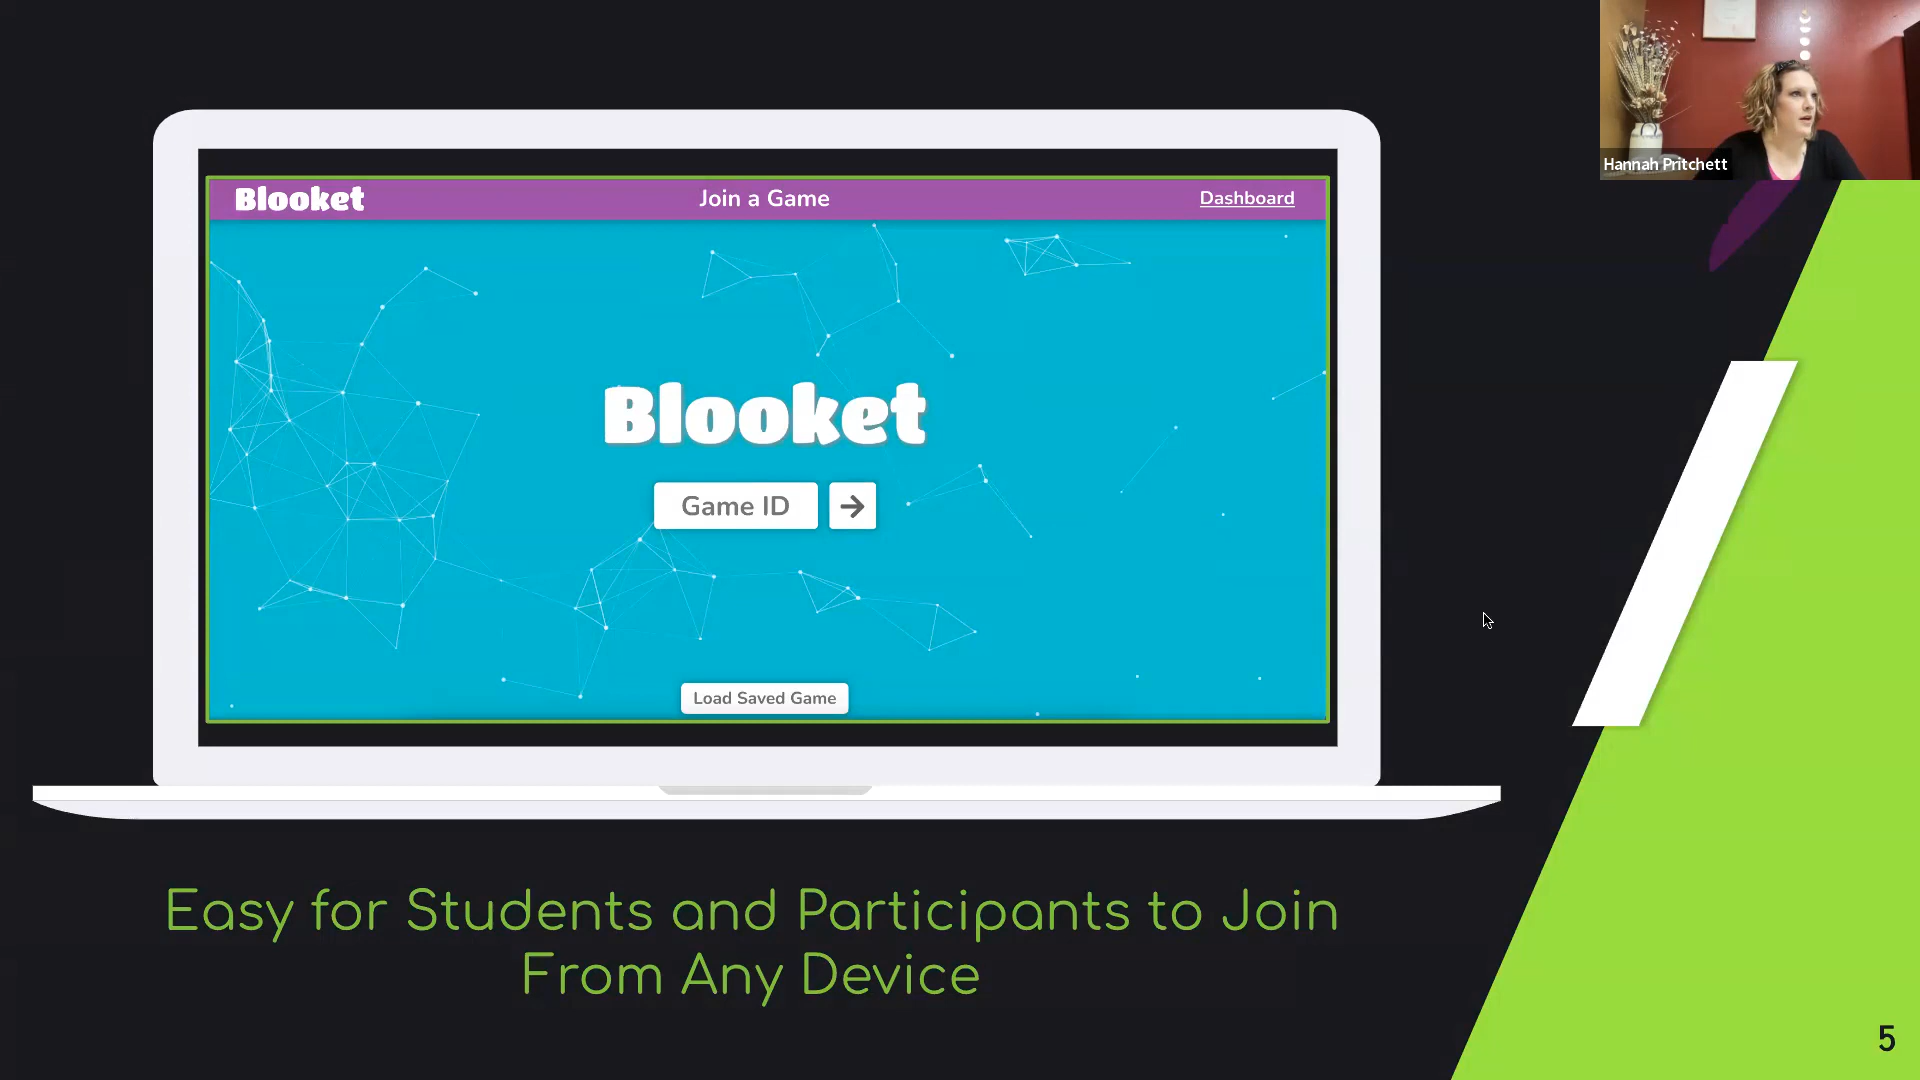 Hannah Pritchett
Blooket
Join a Game
Dashboard
Blooket
Game ID
Load Saved Game
Easy for Students and Participants to Join
From Any Device
5